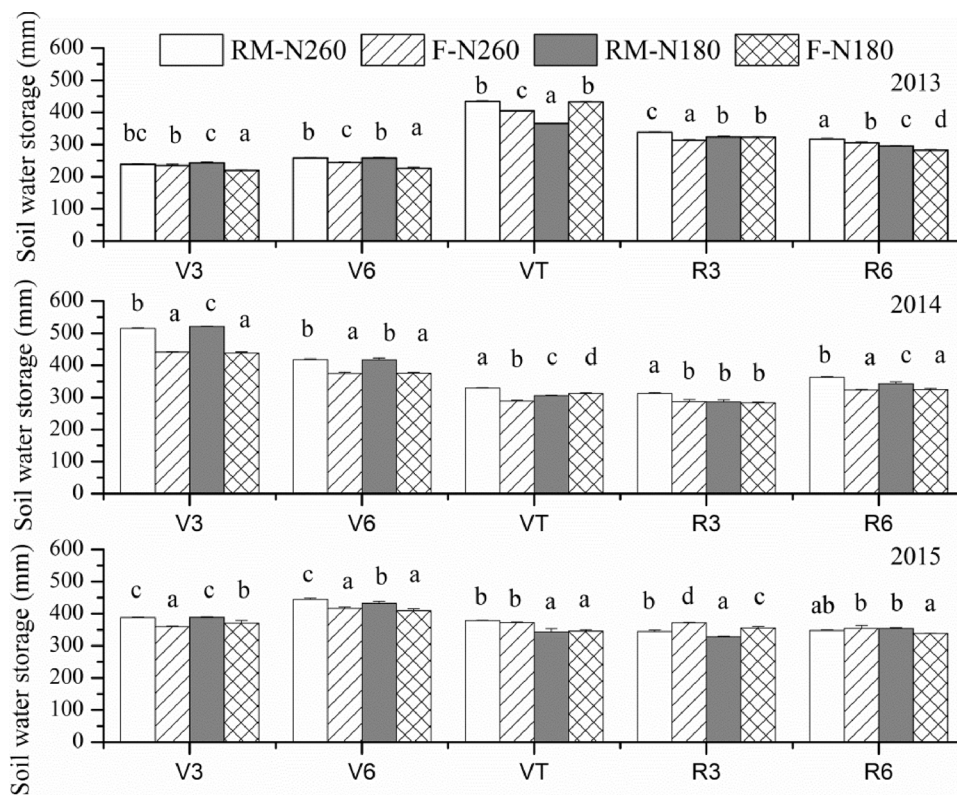 RM-N260 F-N260 RM-N180 F-N180
2013
Soil water storage (mm)
600
500
400
300
200
100
0
bc b c a
b c b a
b c a b
c a b b
a b c d
V3 V6 VT R3 R6
2014
Soil water storage (mm)
600
500
400
300
200
100
0
b a c a
b a b a
a b c d
a b b b
b a c a
V3 V6 VT R3 R6
2015
Soil water storage (mm)
600
500
400
300
200
100
0
c a c b
c a b a
b b a a
b d a c
ab b b a
V3 V6 VT R3 R6